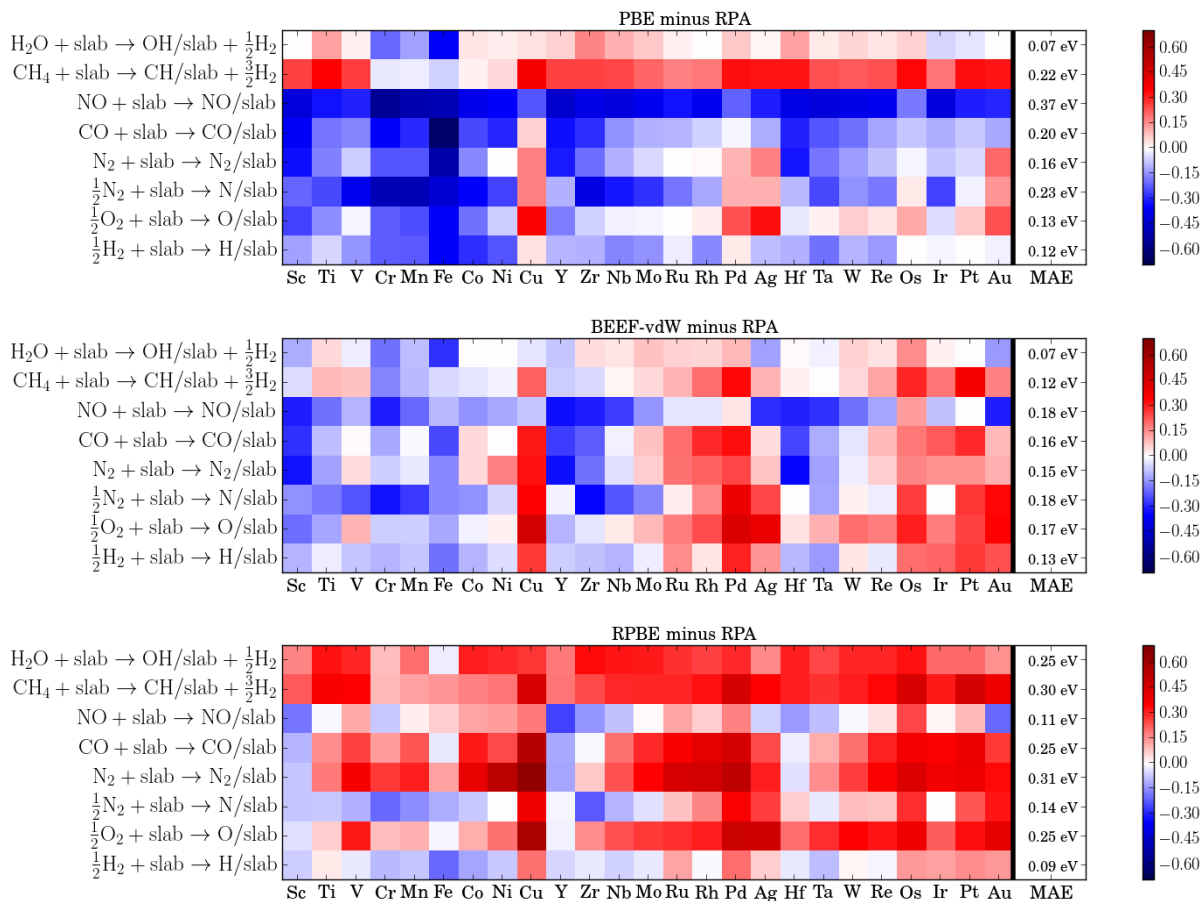 PBE minus RPA
H₂O + slab → OH/slab + ½H₂ 0.07 eV
CH₄ + slab → CH/slab + 3/2H₂ 0.22 eV
NO + slab → NO/slab 0.37 eV
CO + slab → CO/slab 0.20 eV
N₂ + slab → N₂/slab 0.16 eV
½N₂ + slab → N/slab 0.23 eV
½O₂ + slab → O/slab 0.13 eV
½H₂ + slab → H/slab 0.12 eV
Sc Ti V Cr Mn Fe Co Ni Cu Y Zr Nb Mo Ru Rh Pd Ag Hf Ta W Re Os Ir Pt Au MAE
0.60
0.45
0.30
0.15
0.00
−0.15
−0.30
−0.45
−0.60
BEEF-vdW minus RPA
H₂O + slab → OH/slab + ½H₂ 0.07 eV
CH₄ + slab → CH/slab + 3/2H₂ 0.12 eV
NO + slab → NO/slab 0.18 eV
CO + slab → CO/slab 0.16 eV
N₂ + slab → N₂/slab 0.15 eV
½N₂ + slab → N/slab 0.18 eV
½O₂ + slab → O/slab 0.17 eV
½H₂ + slab → H/slab 0.13 eV
Sc Ti V Cr Mn Fe Co Ni Cu Y Zr Nb Mo Ru Rh Pd Ag Hf Ta W Re Os Ir Pt Au MAE
0.60
0.45
0.30
0.15
0.00
−0.15
−0.30
−0.45
−0.60
RPBE minus RPA
H₂O + slab → OH/slab + ½H₂ 0.25 eV
CH₄ + slab → CH/slab + 3/2H₂ 0.30 eV
NO + slab → NO/slab 0.11 eV
CO + slab → CO/slab 0.25 eV
N₂ + slab → N₂/slab 0.31 eV
½N₂ + slab → N/slab 0.14 eV
½O₂ + slab → O/slab 0.25 eV
½H₂ + slab → H/slab 0.09 eV
Sc Ti V Cr Mn Fe Co Ni Cu Y Zr Nb Mo Ru Rh Pd Ag Hf Ta W Re Os Ir Pt Au MAE
0.60
0.45
0.30
0.15
0.00
−0.15
−0.30
−0.45
−0.60